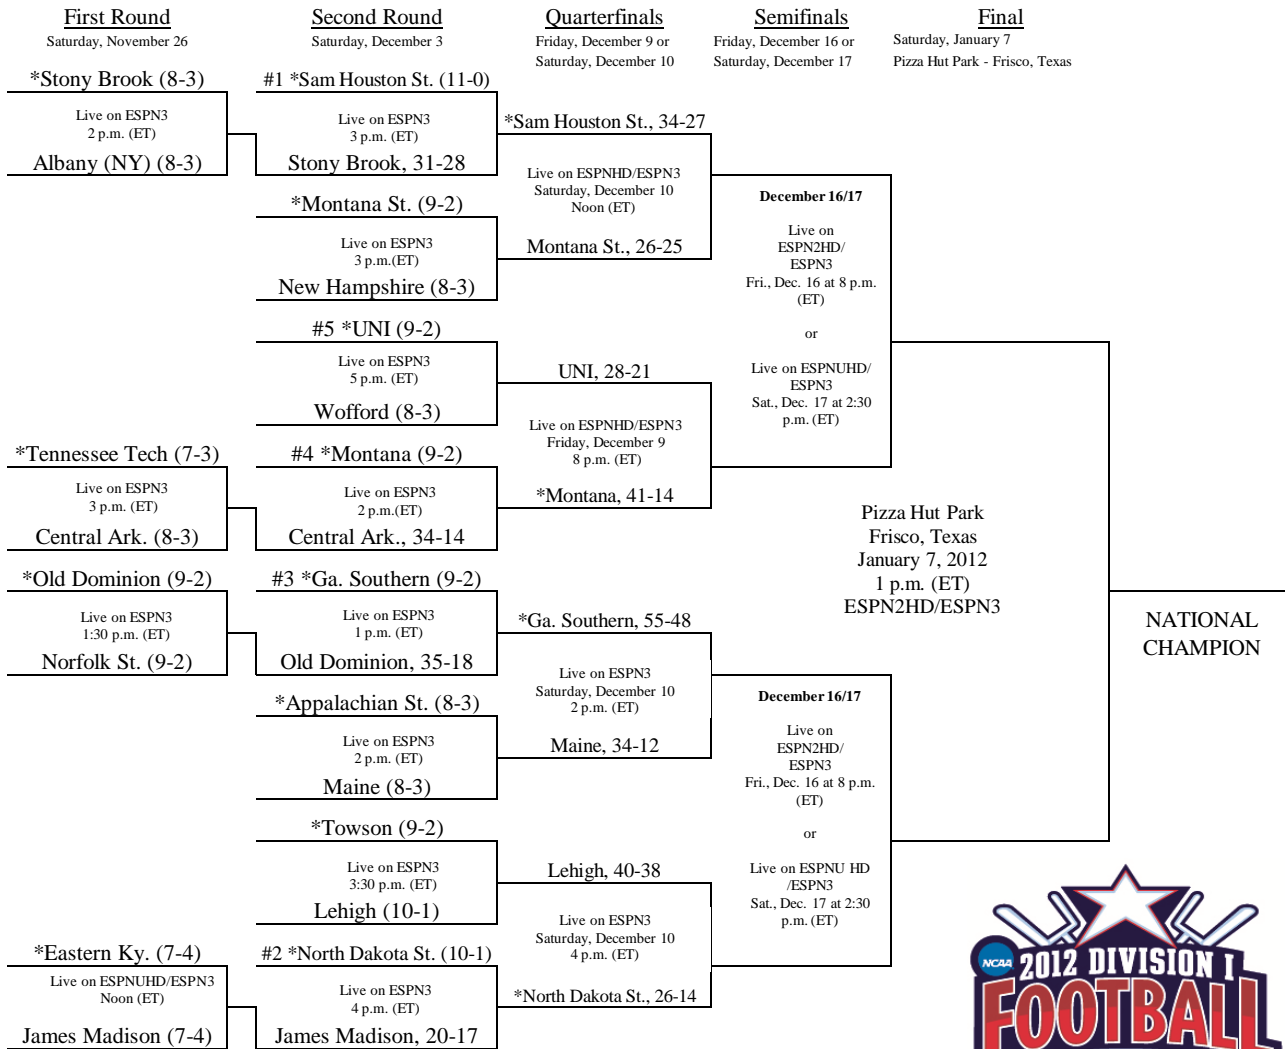 First Round
Saturday, November 26
Second Round
Saturday, December 3
Quarterfinals
Friday, December 9 or
Saturday, December 10
Semifinals
Friday, December 16 or
Saturday, December 17
Final
Saturday, January 7
Pizza Hut Park - Frisco, Texas
*Stony Brook (8-3)
Live on ESPN3
2 p.m. (ET)
Albany (NY) (8-3)
*Tennessee Tech (7-3)
Live on ESPN3
3 p.m. (ET)
Central Ark. (8-3)
*Old Dominion (9-2)
Live on ESPN3
1:30 p.m. (ET)
Norfolk St. (9-2)
*Eastern Ky. (7-4)
Live on ESPNUHD/ESPN3
Noon (ET)
James Madison (7-4)
#1 *Sam Houston St. (11-0)
Live on ESPN3
3 p.m. (ET)
Stony Brook, 31-28
*Montana St. (9-2)
Live on ESPN3
3 p.m.(ET)
New Hampshire (8-3)
#5 *UNI (9-2)
Live on ESPN3
5 p.m. (ET)
Wofford (8-3)
#4 *Montana (9-2)
Live on ESPN3
2 p.m.(ET)
Central Ark., 34-14
#3 *Ga. Southern (9-2)
Live on ESPN3
1 p.m. (ET)
Old Dominion, 35-18
*Appalachian St. (8-3)
Live on ESPN3
2 p.m. (ET)
Maine (8-3)
*Towson (9-2)
Live on ESPN3
3:30 p.m. (ET)
Lehigh (10-1)
#2 *North Dakota St. (10-1)
Live on ESPN3
4 p.m. (ET)
James Madison, 20-17
*Sam Houston St., 34-27
Live on ESPNHD/ESPN3
Saturday, December 10
Noon (ET)
Montana St., 26-25
UNI, 28-21
Live on ESPNHD/ESPN3
Friday, December 9
8 p.m. (ET)
*Montana, 41-14
*Ga. Southern, 55-48
Live on ESPN3
Saturday, December 10
2 p.m. (ET)
Maine, 34-12
Lehigh, 40-38
Live on ESPN3
Saturday, December 10
4 p.m. (ET)
*North Dakota St., 26-14
December 16/17
Live on
ESPN2HD/
ESPN3
Fri., Dec. 16 at 8 p.m.
(ET)
or
Live on ESPNUHD/
ESPN3
Sat., Dec. 17 at 2:30
p.m. (ET)
December 16/17
Live on
ESPN2HD/
ESPN3
Fri., Dec. 16 at 8 p.m.
(ET)
or
Live on ESPNU HD
/ESPN3
Sat., Dec. 17 at 2:30
p.m. (ET)
Pizza Hut Park
Frisco, Texas
January 7, 2012
1 p.m. (ET)
ESPN2HD/ESPN3
NATIONAL
CHAMPION
NCAA
2012 DIVISION I
FOOTBALL